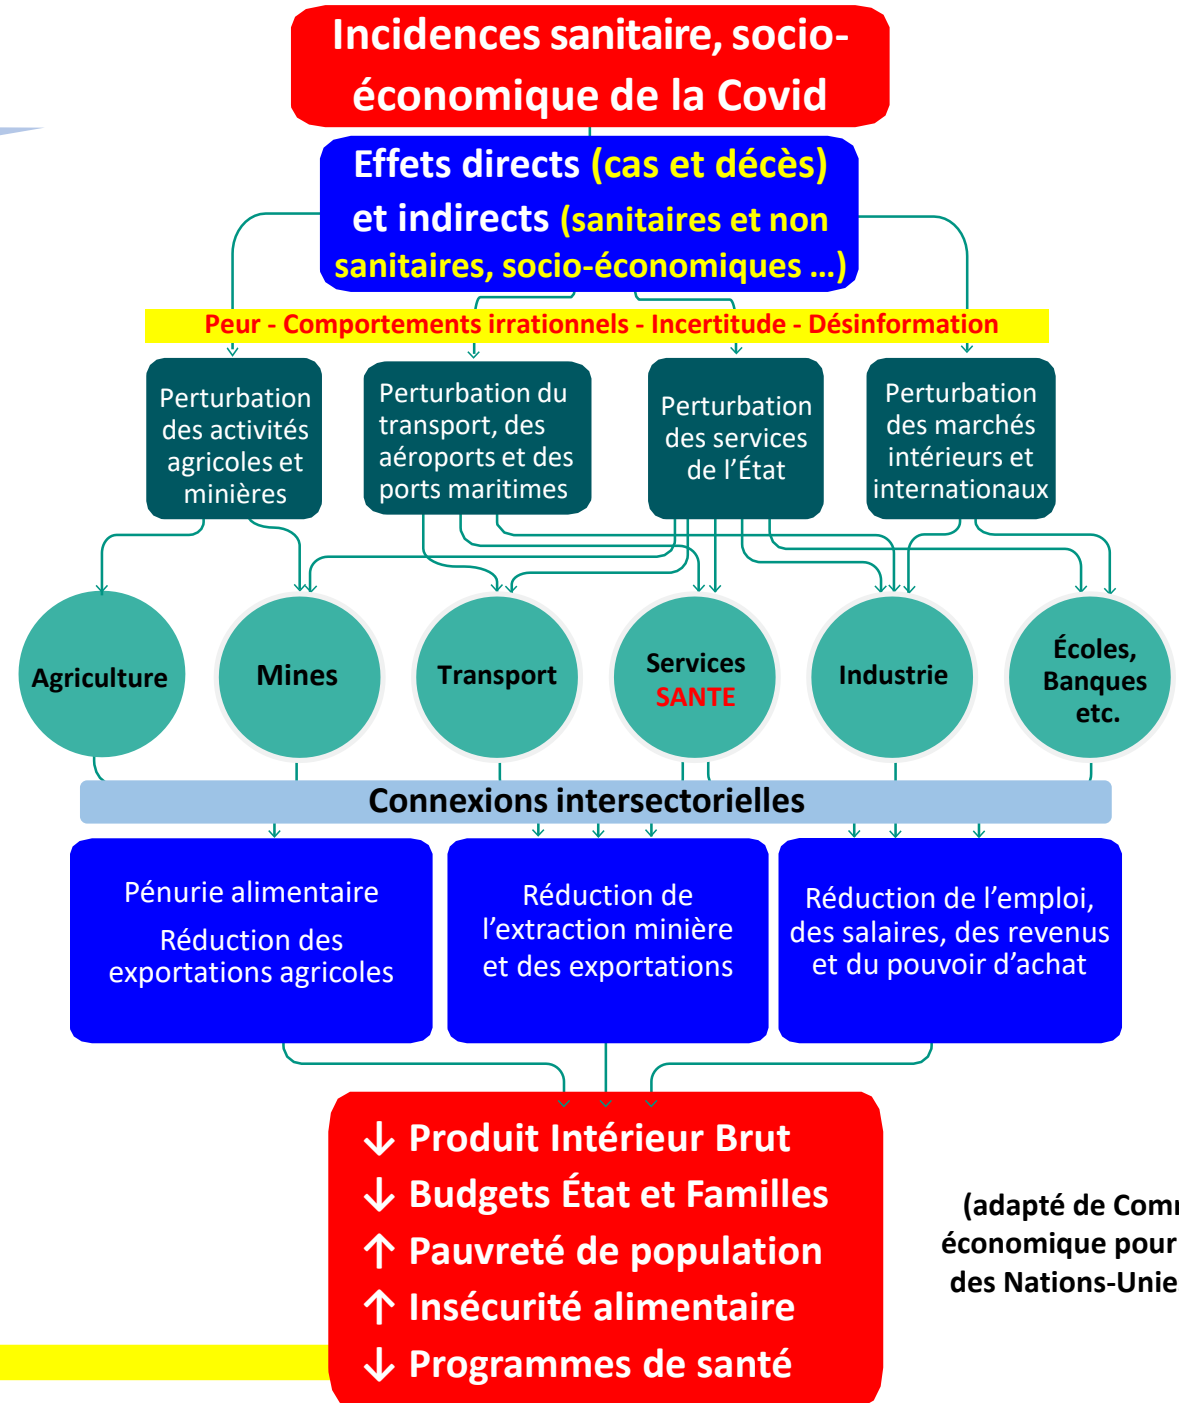 Incidences sanitaire, socio-
économique de la Covid
Effets directs (cas et décès)
et indirects (sanitaires et non
sanitaires, socio-économiques ...)
Peur - Comportements irrationnels - Incertitude - Désinformation
Perturbation
des activités
agricoles et
minières
Perturbation du
transport, des
aéroports et des
ports maritimes
Perturbation
des services
de l’État
Perturbation
des marchés
intérieurs et
internationaux
Agriculture
Mines
Transport
Services
SANTE
Industrie
Écoles,
Banques
etc.
Connexions intersectorielles
Pénurie alimentaire
Réduction des
exportations agricoles
Réduction de
l’extraction minière
et des exportations
Réduction de l’emploi,
des salaires, des revenus
et du pouvoir d’achat
↓ Produit Intérieur Brut
↓ Budgets État et Familles
↑ Pauvreté de population
↑ Insécurité alimentaire
↓ Programmes de santé
(adapté de
économique pour
des